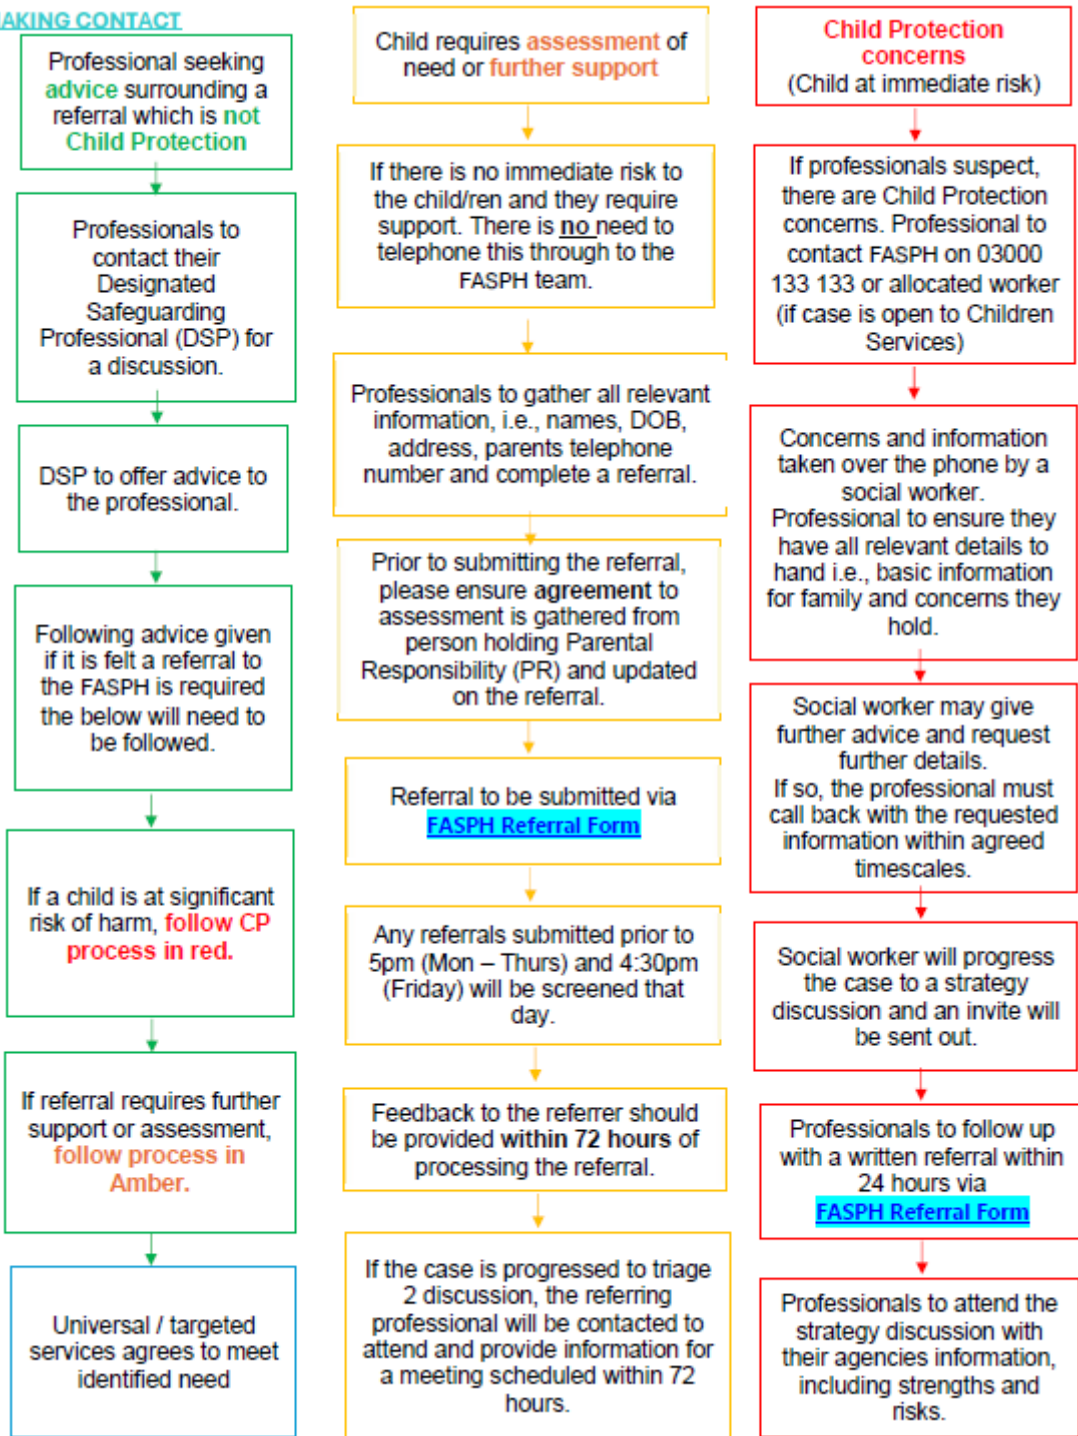 MAKING CONTACT
Professional seeking
advice surrounding a
referral which is not
Child Protection
Professionals to
contact their
Designated
Safeguarding
Professional (DSP) for
a discussion.
DSP to offer advice to
the professional.
Following advice given
if it is felt a referral to
the FASPH is required
the below will need to
be followed.
If a child is at significant
risk of harm, follow CP
process in red.
If referral requires further
support or assessment,
follow process in
Amber.
Universal / targeted
services agrees to meet
identified need
Child requires assessment of
need or further support
If there is no immediate risk to
the child/ren and they require
support. There is no need to
telephone this through to the
FASPH team.
Professionals to gather all relevant
information, i.e., names, DOB,
address, parents telephone
number and complete a referral.
Prior to submitting the referral,
please ensure agreement to
assessment is gathered from
person holding Parental
Responsibility (PR) and updated
on the referral.
Referral to be submitted via
FASPH Referral Form
Any referrals submitted prior to
5pm (Mon – Thurs) and 4:30pm
(Friday) will be screened that
day.
Feedback to the referrer should
be provided within 72 hours of
processing the referral.
If the case is progressed to triage
2 discussion, the referring
professional will be contacted to
attend and provide information for
a meeting scheduled within 72
hours.
Child Protection
concerns
(Child at immediate risk)
If professionals suspect,
there are Child Protection
concerns. Professional to
contact FASPH on 03000
133 133 or allocated worker
(if case is open to Children
Services)
Concerns and information
taken over the phone by a
social worker.
Professional to ensure they
have all relevant details to
hand i.e., basic information
for family and concerns they
hold.
Social worker may give
further advice and request
further details.
If so, the professional must
call back with the requested
information within agreed
timescales.
Social worker will progress
the case to a strategy
discussion and an invite will
be sent out.
Professionals to follow up
with a written referral within
24 hours via
FASPH Referral Form
Professionals to attend the
strategy discussion with
their agencies information,
including strengths and
risks.